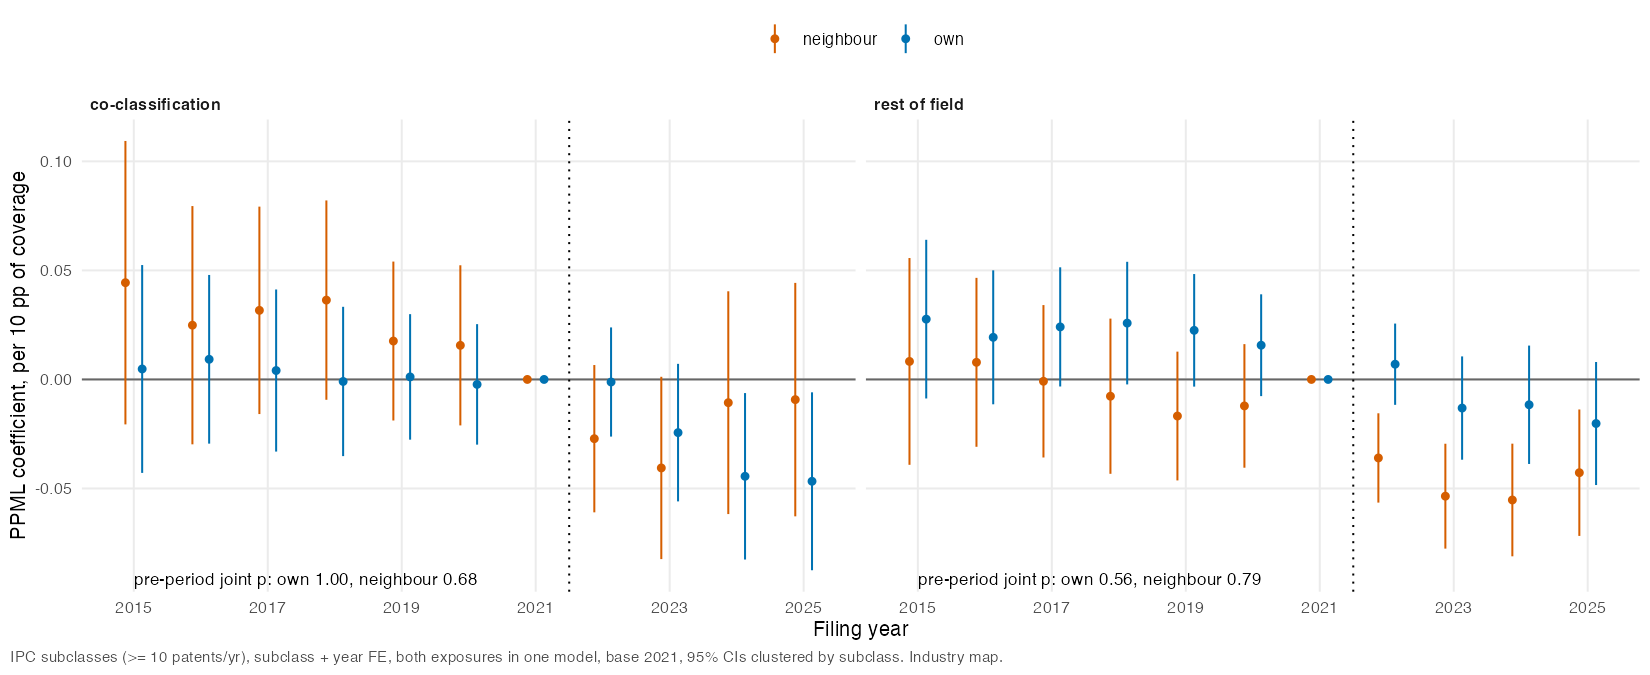 neighbour own
co-classification
rest of field
PPML coefficient, per 10 pp of coverage
0.10
0.05
0.00
-0.05
pre-period joint p: own 1.00, neighbour 0.68
pre-period joint p: own 0.56, neighbour 0.79
2015 2017 2019 2021 2023 2025
2015 2017 2019 2021 2023 2025
Filing year
IPC subclasses (>= 10 patents/yr), subclass + year FE, both exposures in one model, base 2021, 95% CIs clustered by subclass. Industry map.